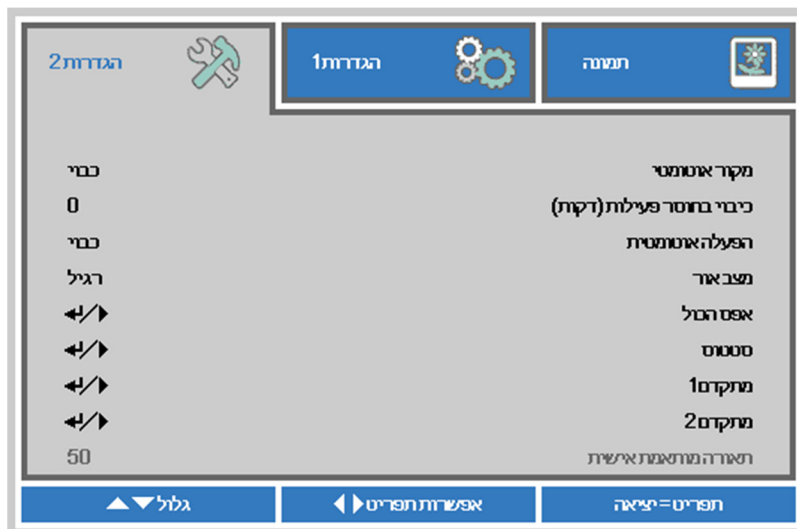 תמונה
הגדרות1
הגדרות2
מקור אוטומטי כבוי
כיבוי בחוסר פעילות (דקות) 0
הפעלה אוטומטית כבוי
מצב אור רגיל
אפס הכול
סטטוס
מתקדם1
מתקדם2
תאורה מותאמת אישית 50
תפריט=יציאה
אפשרות תפריט
גלול